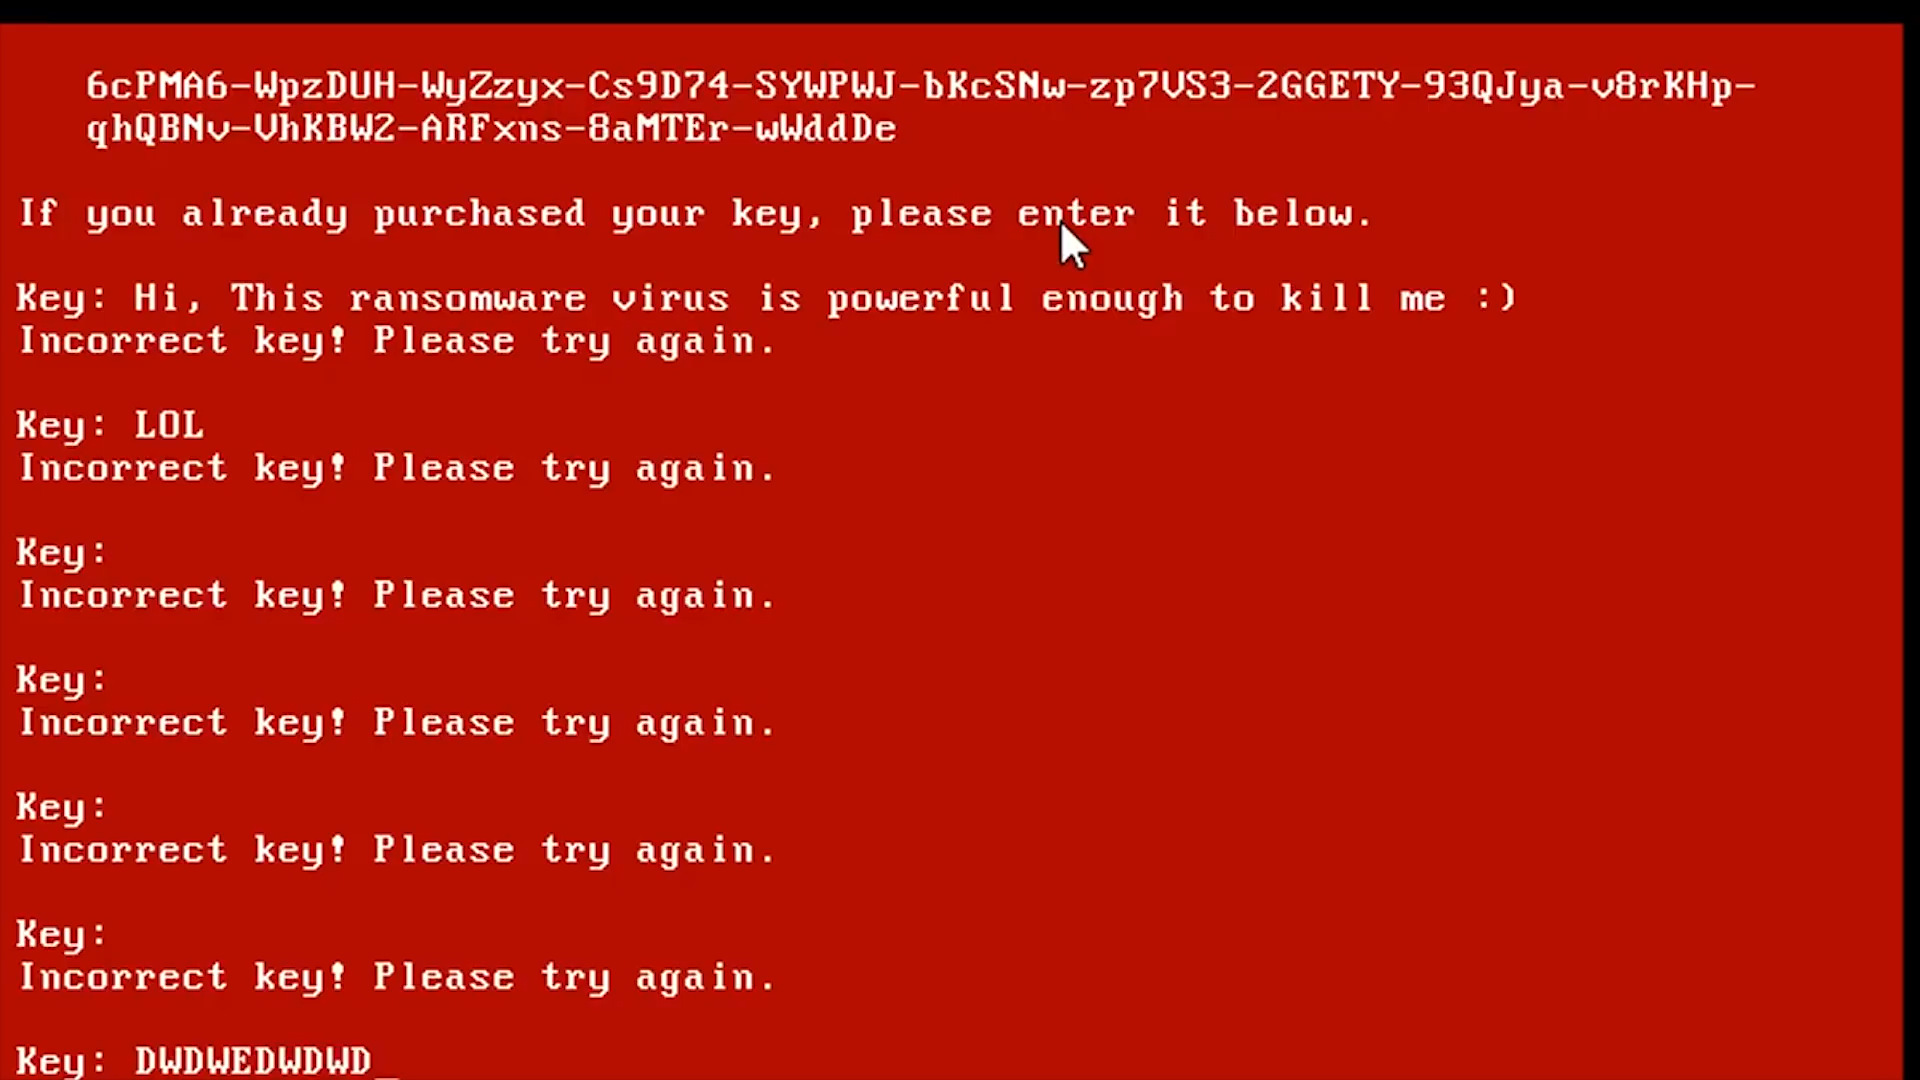 6cPMA6-WpzDUH-WyZzyx-Cs9D74-SYWPWJ-bKcSNw-zp7VS3-2GGETY-93QJya-v8rKHp-
qhQBNv-VhKBW2-ARFxns-8aMTEr-wWddDe
If you already purchased your key, please enter it below.
Key: Hi, This ransomware virus is powerful enough to kill me :)
Incorrect key! Please try again.
Key: LOL
Incorrect key! Please try again.
Key:
Incorrect key! Please try again.
Key:
Incorrect key! Please try again.
Key:
Incorrect key! Please try again.
Key:
Incorrect key! Please try again.
Key: DWDWEDWDWD_